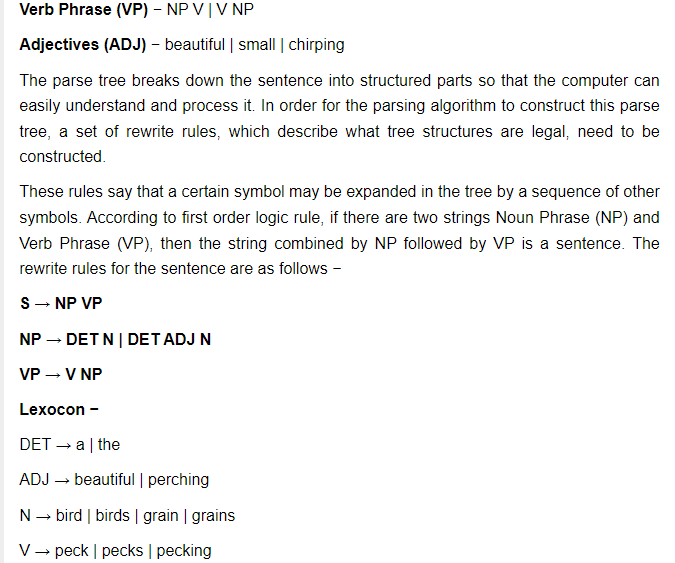 Verb Phrase (VP) − NP V | V NP
Adjectives (ADJ) − beautiful | small | chirping
The parse tree breaks down the sentence into structured parts so that the computer can
easily understand and process it. In order for the parsing algorithm to construct this parse
tree, a set of rewrite rules, which describe what tree structures are legal, need to be
constructed.
These rules say that a certain symbol may be expanded in the tree by a sequence of other
symbols. According to first order logic rule, if there are two strings Noun Phrase (NP) and
Verb Phrase (VP), then the string combined by NP followed by VP is a sentence. The
rewrite rules for the sentence are as follows −
S → NP VP
NP → DET N | DET ADJ N
VP → V NP
Lexocon −
DET → a | the
ADJ → beautiful | perching
N → bird | birds | grain | grains
V → peck | pecks | pecking